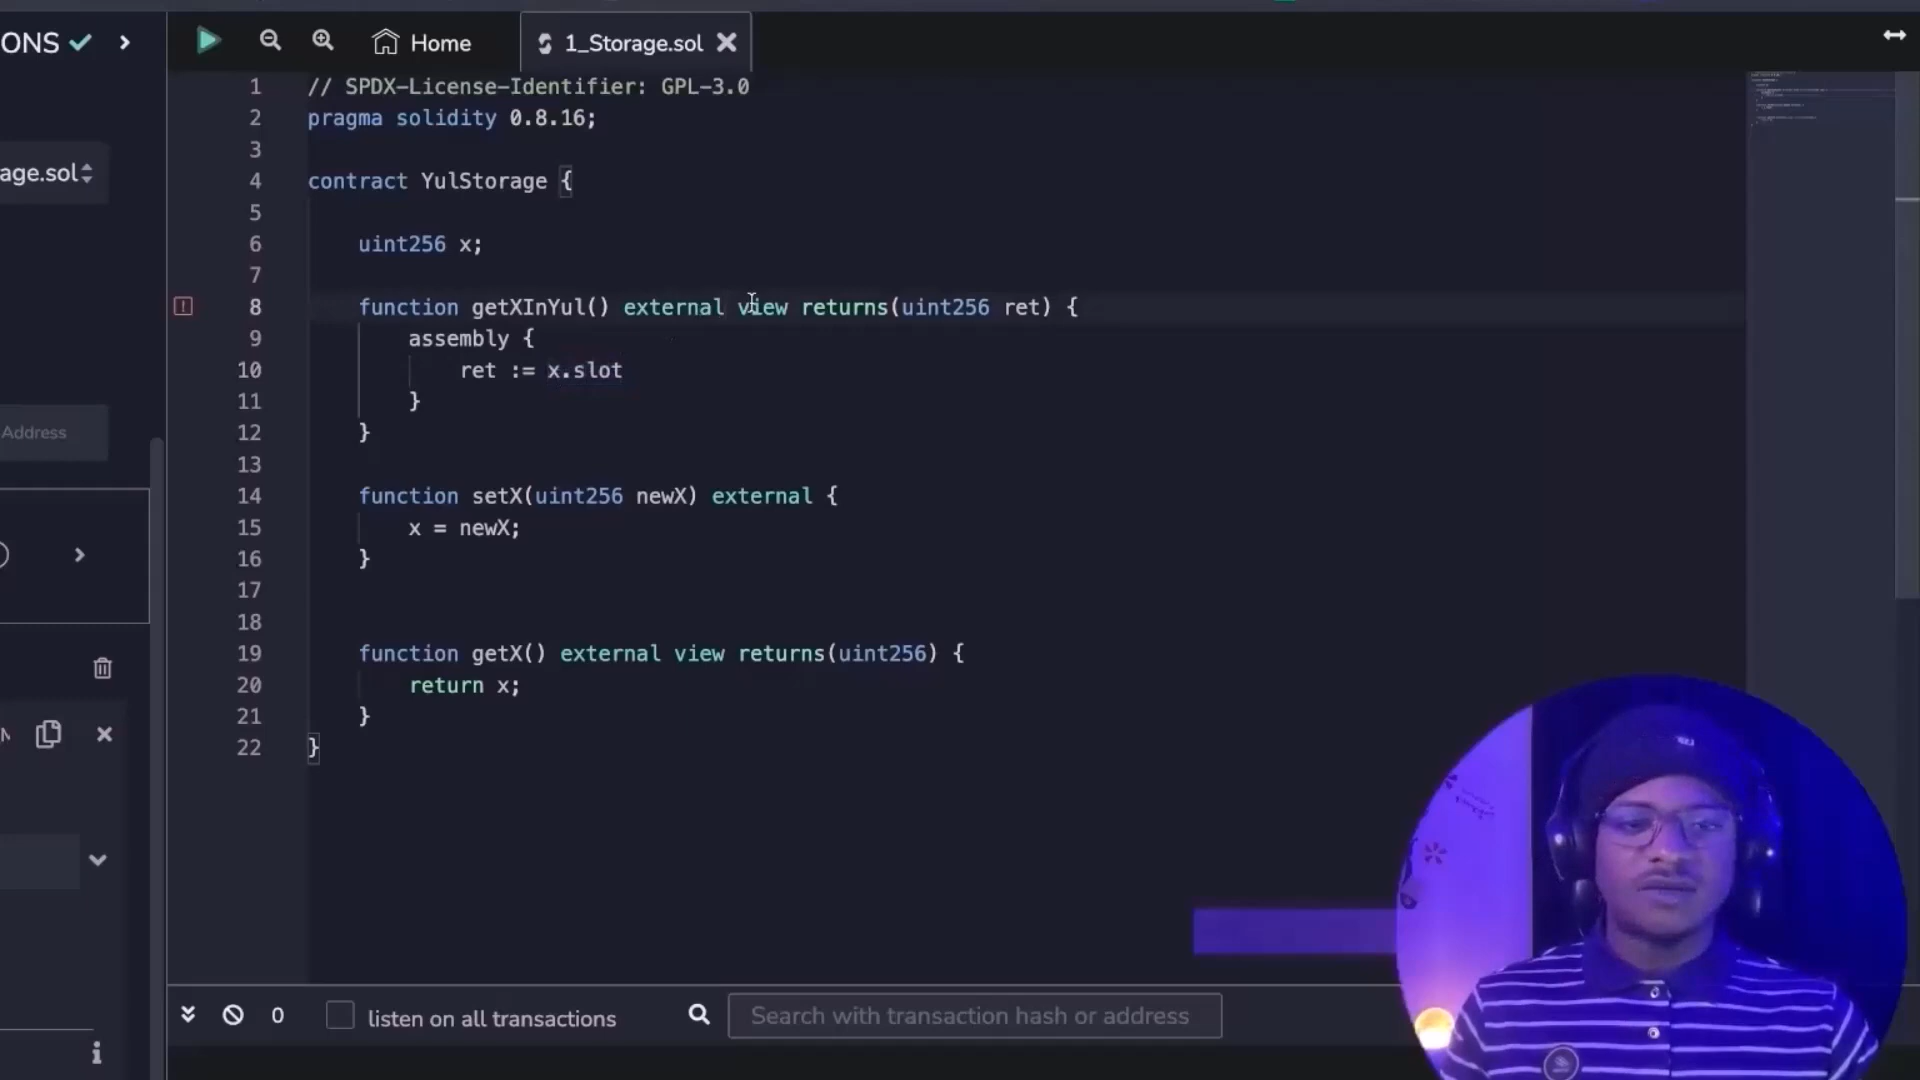 ONS
Home
1_Storage.sol
age.sol
Address
1 // SPDX-License-Identifier: GPL-3.0
2 pragma solidity 0.8.16;
3
4 contract YulStorage {
5
6 uint256 x;
7
8 function getXInYul() external view returns(uint256 ret) {
9 assembly {
10 ret := x.slot
11 }
12 }
13
14 function setX(uint256 newX) external {
15 x = newX;
16 }
17
18
19 function getX() external view returns(uint256) {
20 return x;
21 }
22 }
0
listen on all transactions
Search with transaction hash or address